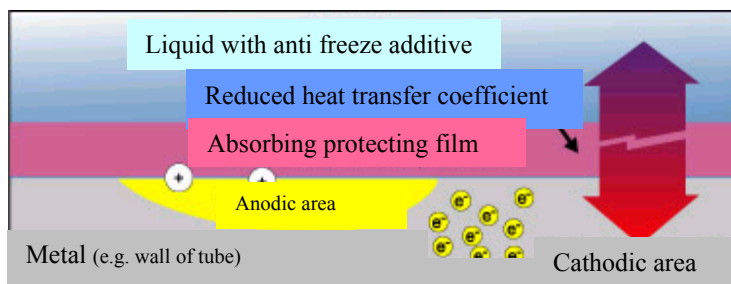 Liquid with anti freeze additive
Reduced heat transfer coefficient
Absorbing protecting film
+
+
Anodic area
e⁻ e⁻
e⁻ e⁻ e⁻
e⁻ e⁻ e⁻
e⁻ e⁻ e⁻
Metal (e.g. wall of tube)
Cathodic area